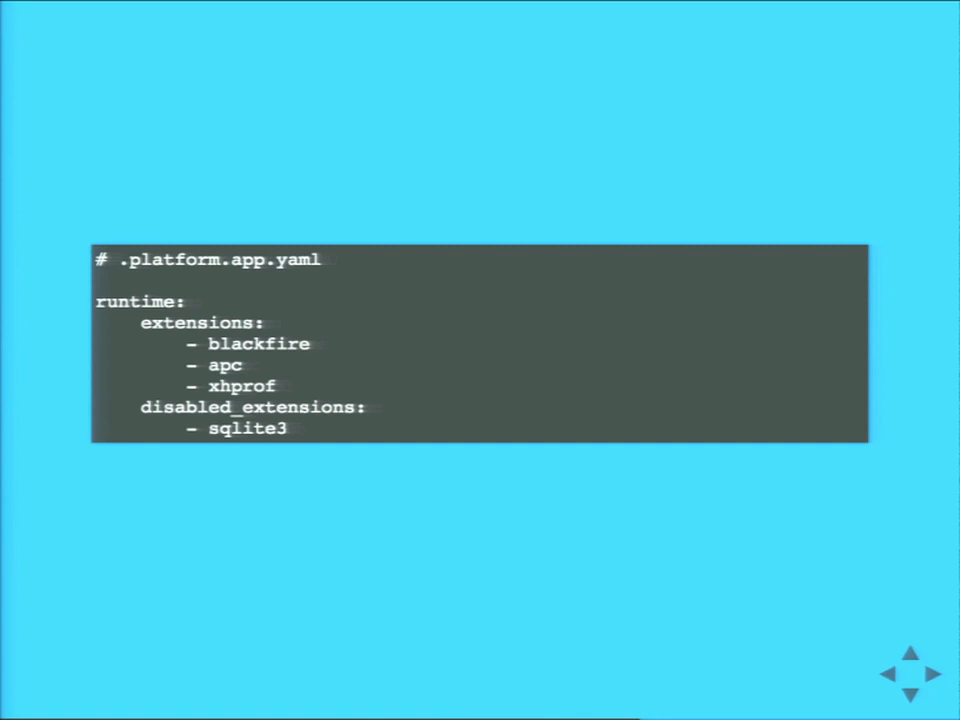 # .platform.app.yaml
runtime:
    extensions:
        - blackfire
        - apc
        - xhprof
    disabled_extensions:
        - sqlite3